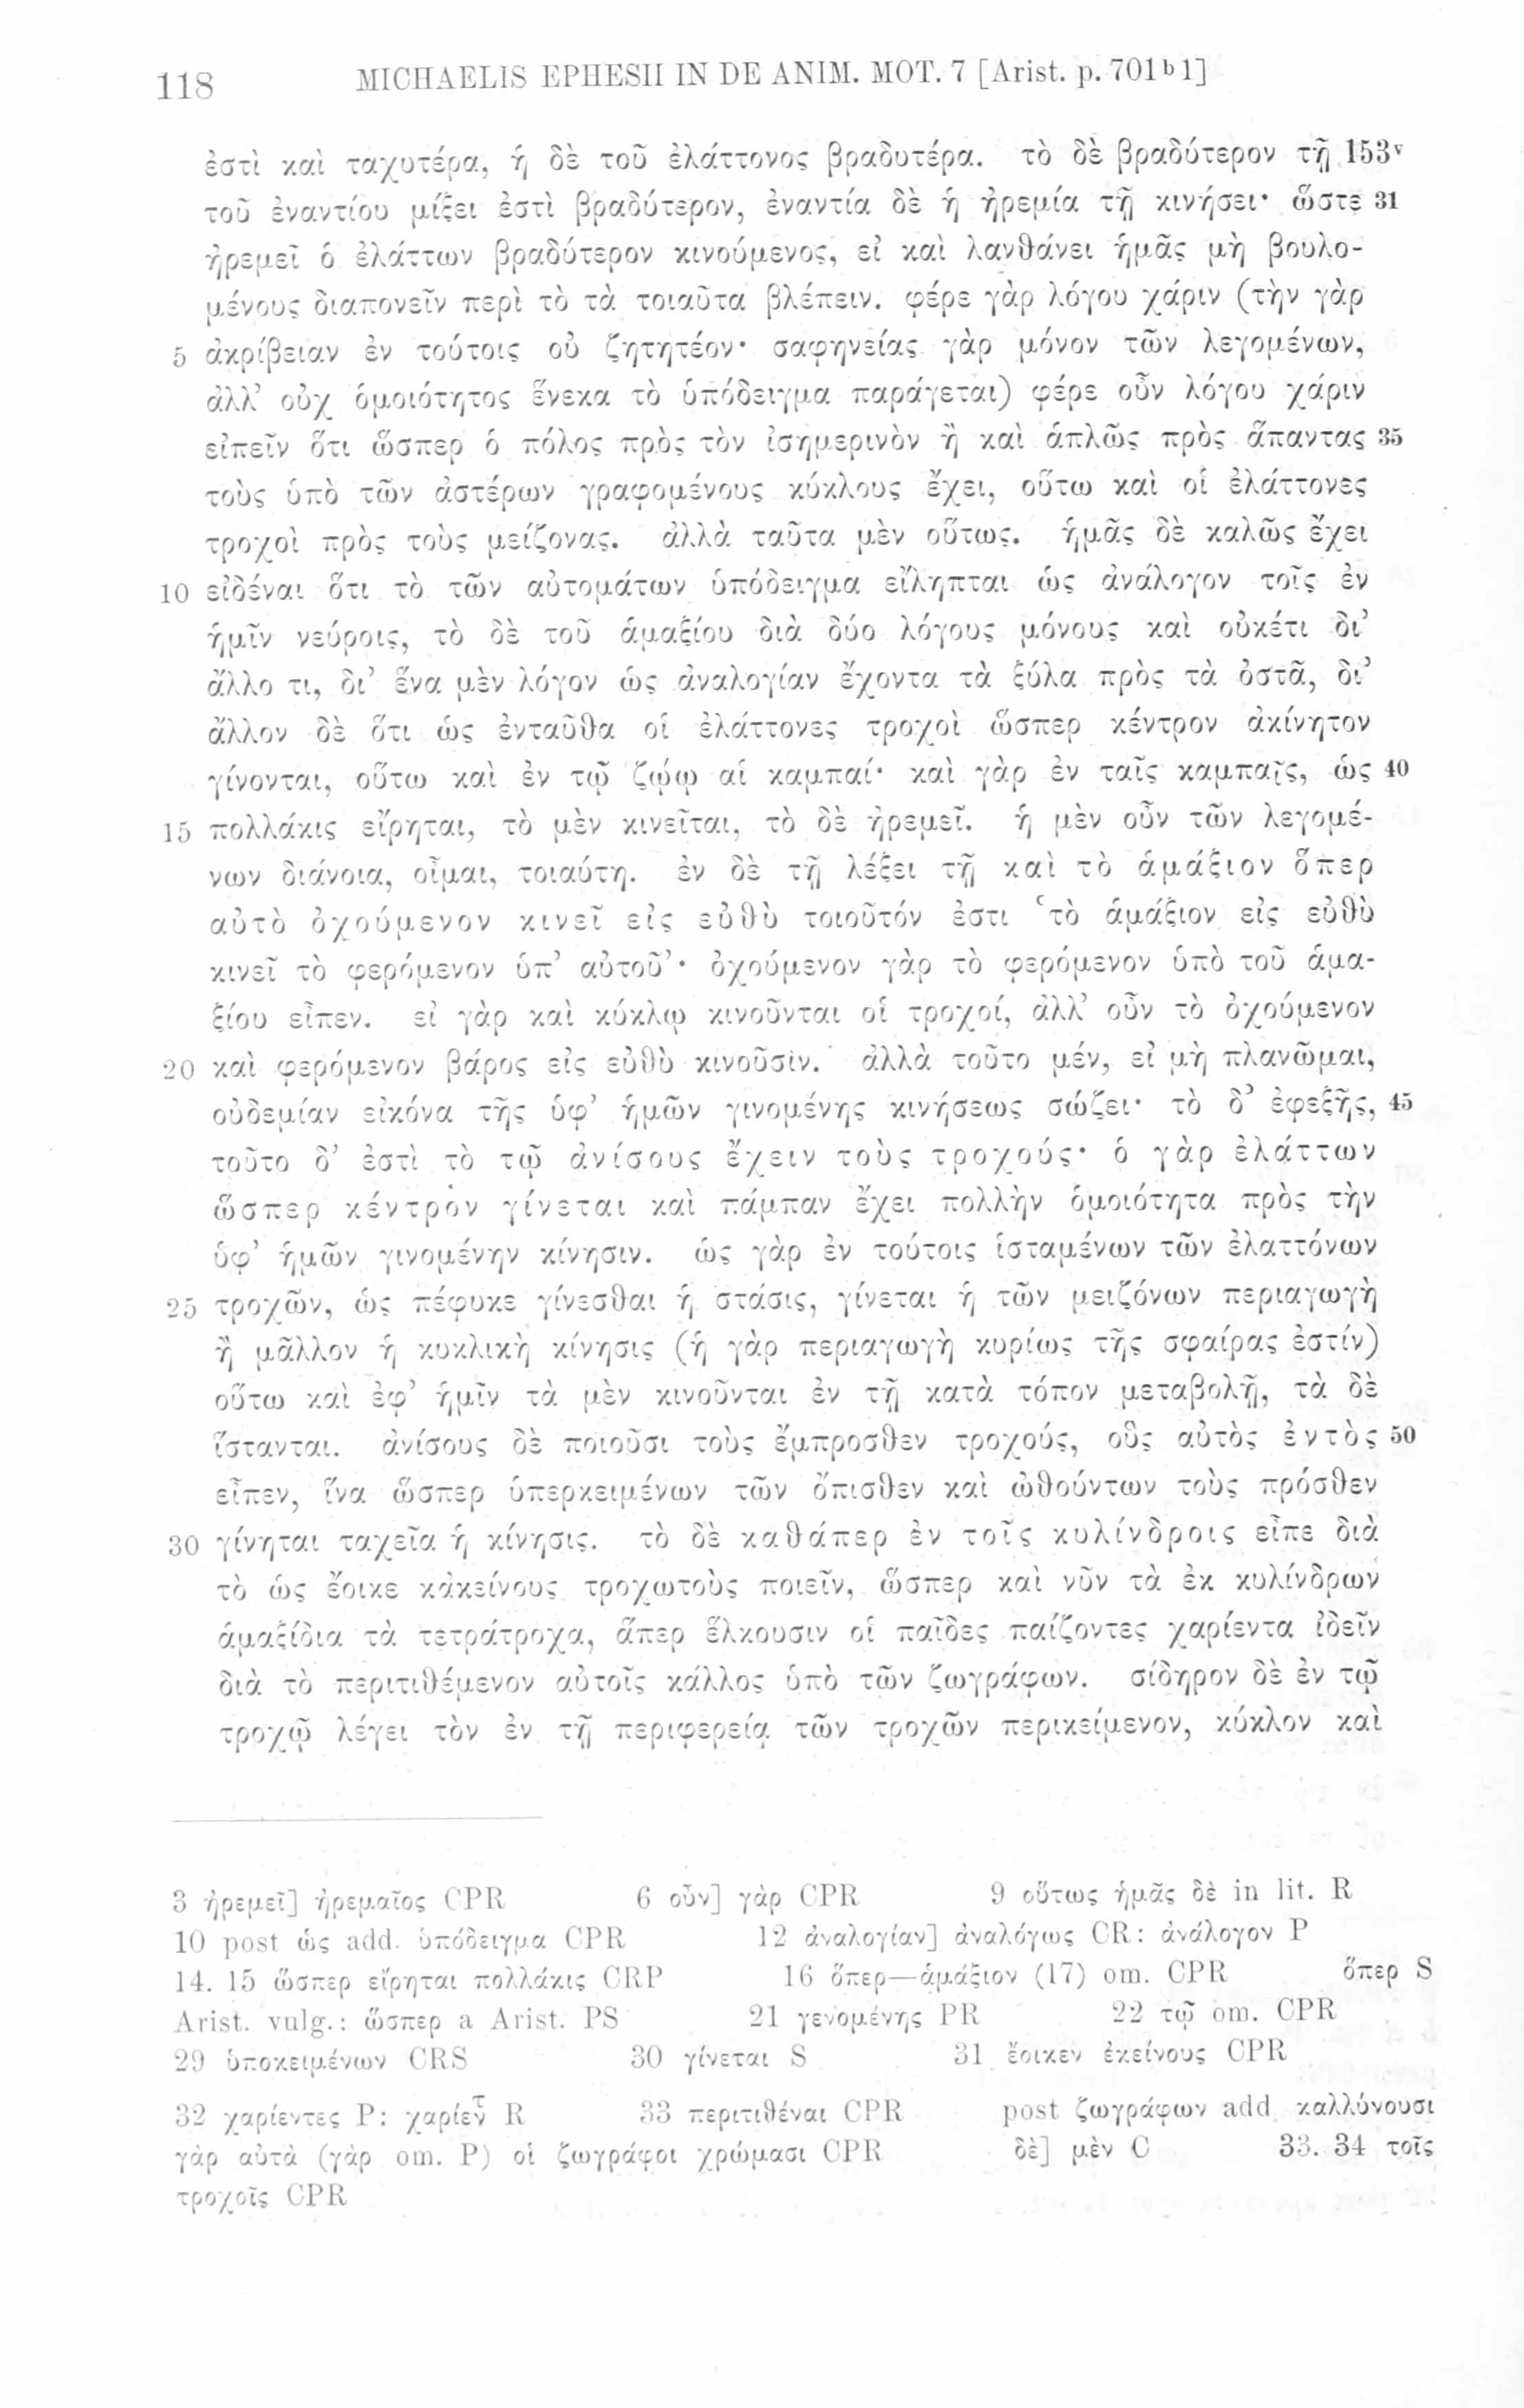 118 MICHAELIS EPHESII IN DE ANIM. MOT. 7 [Arist. p. 701b 1]
ἐστὶ καὶ ταχυτέρα, ἡ δὲ τοῦ ἐλάττονος βραδυτέρα. τὸ δὲ βραδύτερον τῇ 153v
τοῦ ἐναντίου μίξει ἐστὶ βραδύτερον, ἐναντία δὲ ἡ ἠρεμία τῇ κινήσει· ὥστε 31
ἠρεμεῖ ὁ ἐλάττων βραδύτερον κινούμενος, εἰ καὶ λανθάνει ἡμᾶς μὴ βουλο-
μένους διαπονεῖν περὶ τὸ τὰ τοιαῦτα βλέπειν. φέρε γὰρ λόγου χάριν (τὴν γὰρ
5 ἀκρίβειαν ἐν τούτοις οὐ ζητητέον· σαφηνείας γὰρ μόνον τῶν λεγομένων,
ἀλλ’ οὐχ ὁμοιότητος ἕνεκα τὸ ὑπόδειγμα παράγεται) φέρε οὖν λόγου χάριν
εἰπεῖν ὅτι ὥσπερ ὁ πόλος πρὸς τὸν ἰσημερινὸν ἢ καὶ ἁπλῶς πρὸς ἅπαντας 35
τοὺς ὑπὸ τῶν ἀστέρων γραφομένους κύκλους ἔχει, οὕτω καὶ οἱ ἐλάττονες
τροχοὶ πρὸς τοὺς μείζονας. ἀλλὰ ταῦτα μὲν οὕτως. ἡμᾶς δὲ καλῶς ἔχει
10 εἰδέναι ὅτι τὸ τῶν αὐτομάτων ὑπόδειγμα εἴληπται ὡς ἀνάλογον τοῖς ἐν
ἡμῖν νεύροις, τὸ δὲ τοῦ ἁμαξίου διὰ δύο λόγους μόνους καὶ οὐκέτι δι’
ἄλλο τι, δι’ ἕνα μὲν λόγον ὡς ἀναλογίαν ἔχοντα τὰ ξύλα πρὸς τὰ ὀστᾶ, δι’
ἄλλον δὲ ὅτι ὡς ἐνταῦθα οἱ ἐλάττονες τροχοὶ ὥσπερ κέντρον ἀκίνητον
γίνονται, οὕτω καὶ ἐν τῷ ζῴῳ αἱ καμπαί· καὶ γὰρ ἐν ταῖς καμπαῖς, ὡς 40
15 πολλάκις εἴρηται, τὸ μὲν κινεῖται, τὸ δὲ ἠρεμεῖ. ἡ μὲν οὖν τῶν λεγομέ-
νων διάνοια, οἶμαι, τοιαύτη. ἐν δὲ τῇ λέξει τῇ καὶ τὸ ἁμάξιον ὅπερ
αὐτὸ ὀχούμενον κινεῖ εἰς εὐθὺ τοιοῦτόν ἐστι ‘τὸ ἁμάξιον εἰς εὐθὺ
κινεῖ τὸ φερόμενον ὑπ’ αὐτοῦ’· ὀχούμενον γὰρ τὸ φερόμενον ὑπὸ τοῦ ἁμα-
ξίου εἶπεν. εἰ γὰρ καὶ κύκλῳ κινοῦνται οἱ τροχοί, ἀλλ’ οὖν τὸ ὀχούμενον
20 καὶ φερόμενον βάρος εἰς εὐθὺ κινοῦσιν. ἀλλὰ τοῦτο μέν, εἰ μὴ πλανῶμαι,
οὐδεμίαν εἰκόνα τῆς ὑφ’ ἡμῶν γινομένης κινήσεως σώζει· τὸ δ’ ἐφεξῆς, 45
τοῦτο δ’ ἐστὶ τὸ τῷ ἀνίσους ἔχειν τοὺς τροχούς· ὁ γὰρ ἐλάττων
ὥσπερ κέντρον γίνεται καὶ πάμπαν ἔχει πολλὴν ὁμοιότητα πρὸς τὴν
ὑφ’ ἡμῶν γινομένην κίνησιν. ὡς γὰρ ἐν τούτοις ἱσταμένων τῶν ἐλαττόνων
25 τροχῶν, ὡς πέφυκε γίνεσθαι ἡ στάσις, γίνεται ἡ τῶν μειζόνων περιαγωγὴ
ἢ μᾶλλον ἡ κυκλικὴ κίνησις (ἡ γὰρ περιαγωγὴ κυρίως τῆς σφαίρας ἐστίν)
οὕτω καὶ ἐφ’ ἡμῖν τὰ μὲν κινοῦνται ἐν τῇ κατὰ τόπον μεταβολῇ, τὰ δὲ
ἵστανται. ἀνίσους δὲ ποιοῦσι τοὺς ἔμπροσθεν τροχούς, οὓς αὐτὸς ἐντὸς 50
εἶπεν, ἵνα ὥσπερ ὑπερκειμένων τῶν ὄπισθεν καὶ ὠθούντων τοὺς πρόσθεν
30 γίνηται ταχεῖα ἡ κίνησις. τὸ δὲ καθάπερ ἐν τοῖς κυλίνδροις εἶπε διὰ
τὸ ὡς ἔοικε κἀκείνους τροχωτοὺς ποιεῖν, ὥσπερ καὶ νῦν τὰ ἐκ κυλίνδρων
ἁμαξίδια τὰ τετράτροχα, ἅπερ ἕλκουσιν οἱ παῖδες παίζοντες χαρίεντα ἰδεῖν
διὰ τὸ περιτιθέμενον αὐτοῖς κάλλος ὑπὸ τῶν ζωγράφων. σίδηρον δὲ ἐν τῷ
τροχῷ λέγει τὸν ἐν τῇ περιφερείᾳ τῶν τροχῶν περικείμενον, κύκλον καὶ
3 ἠρεμεῖ] ἠρεμαῖος CPR 6 οὖν] γὰρ CPR 9 οὕτως ἡμᾶς δὲ in lit. R
10 post ὡς add. ὑπόδειγμα CPR 12 ἀναλογίαν] ἀναλόγως CR: ἀνάλογον P
14. 15 ὥσπερ εἴρηται πολλάκις CRP 16 ὅπερ—ἁμάξιον (17) om. CPR ὅπερ S
Arist. vulg.: ὥσπερ a Arist. PS 21 γενομένης PR 22 τῷ om. CPR
29 ὑποκειμένων CRS 30 γίνεται S 31 ἔοικεν ἐκείνους CPR
32 χαρίεντες P: χαρίεν̄τ R 33 περιτιθέναι CPR post ζωγράφων add. καλλύνουσι
γὰρ αὐτὰ (γὰρ om. P) οἱ ζωγράφοι χρώμασι CPR δὲ] μὲν C 33. 34 τοῖς
τροχοῖς CPR